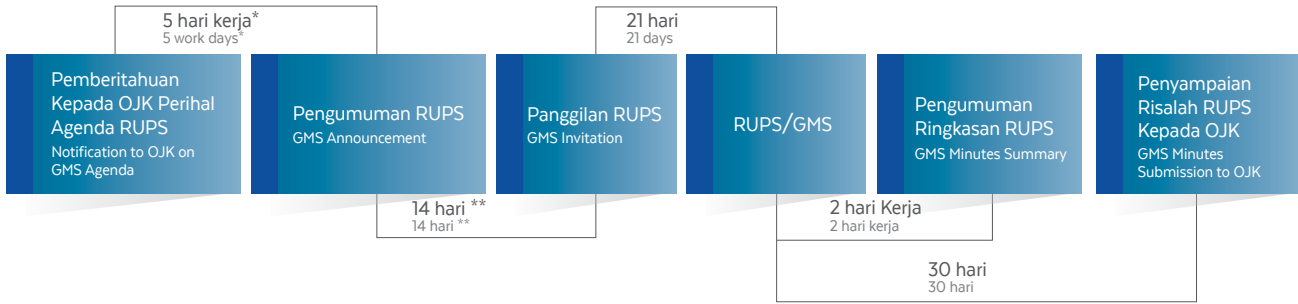 5 hari kerja*
5 work days*
21 hari
21 days
Pemberitahuan
Kepada OJK Perihal
Agenda RUPS
Notification to OJK on
GMS Agenda
Pengumuman RUPS
GMS Announcement
Panggilan RUPS
GMS Invitation
RUPS/GMS
Pengumuman
Ringkasan RUPS
GMS Minutes Summary
Penyampaian
Risalah RUPS
Kepada OJK
GMS Minutes
Submission to OJK
14 hari **
14 hari **
2 hari Kerja
2 hari kerja
30 hari
30 hari